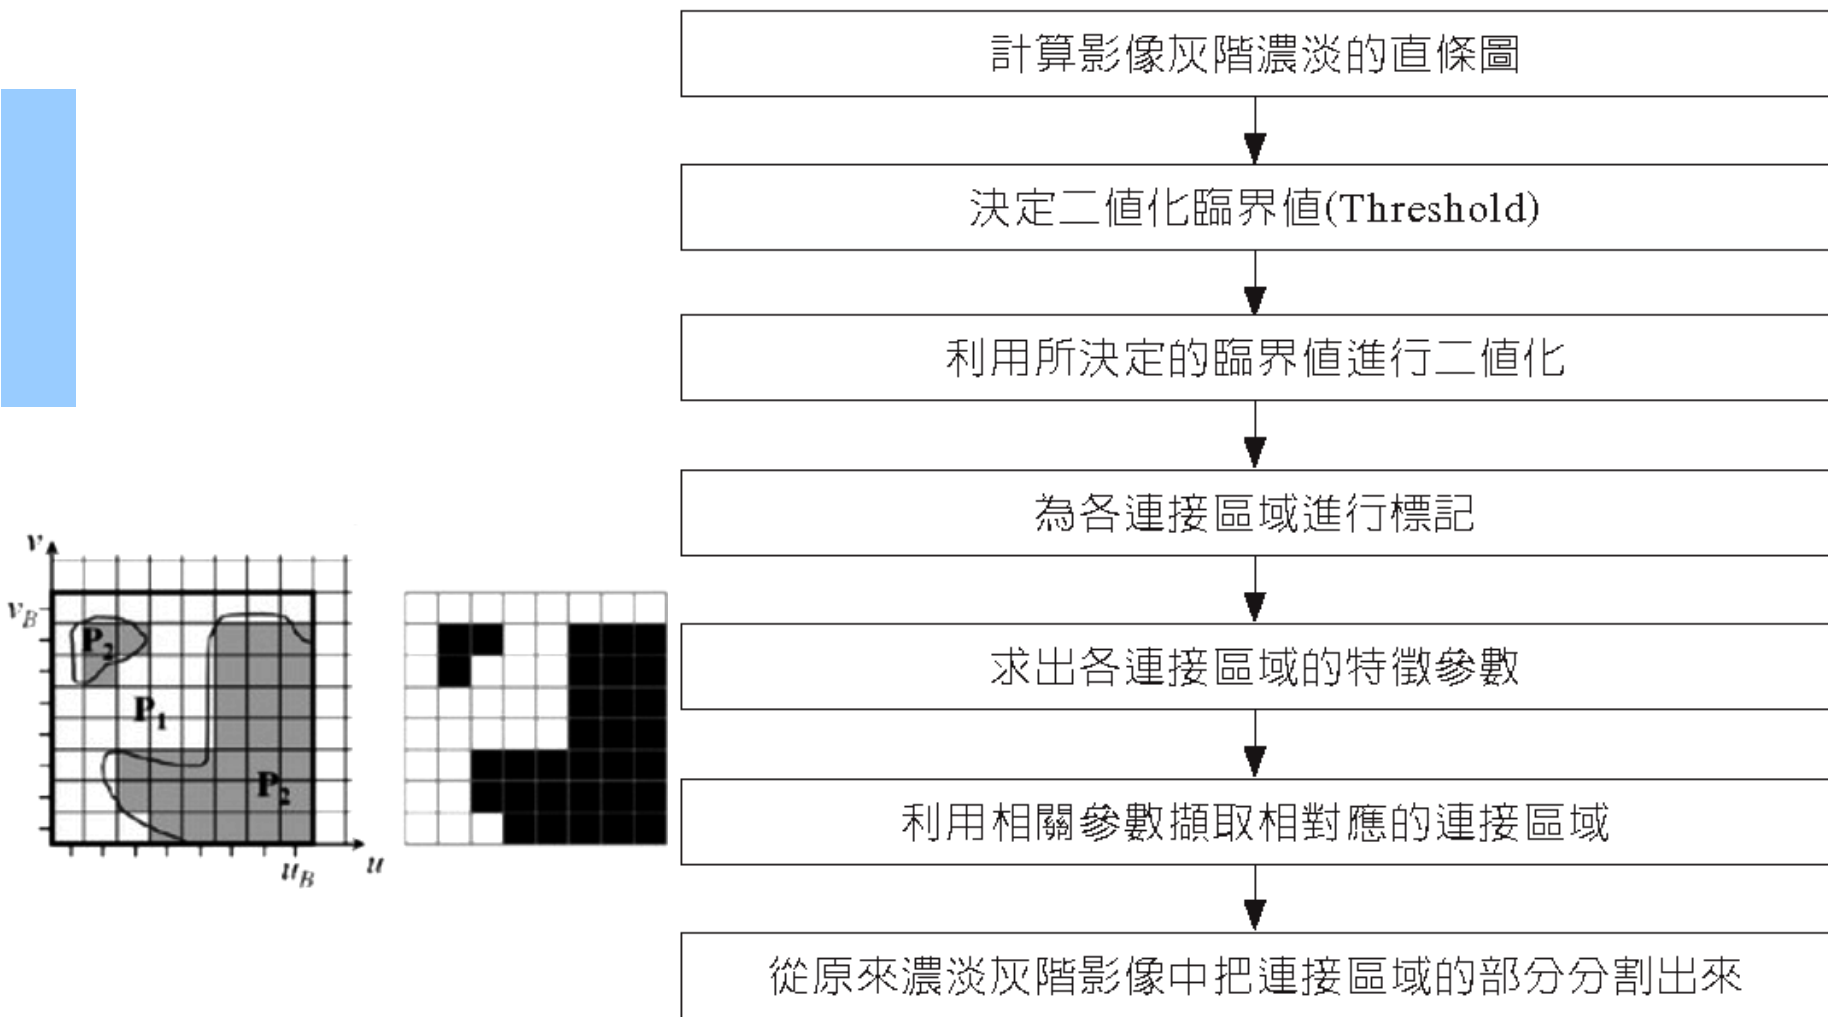 計算影像灰階濃淡的直條圖
決定二值化臨界值(Threshold)
利用所決定的臨界值進行二值化
為各連接區域進行標記
求出各連接區域的特徵參數
利用相關參數擷取相對應的連接區域
從原來濃淡灰階影像中把連接區域的部分分割出來
v
v_B
P_2
P_1
P_2
u_B
u